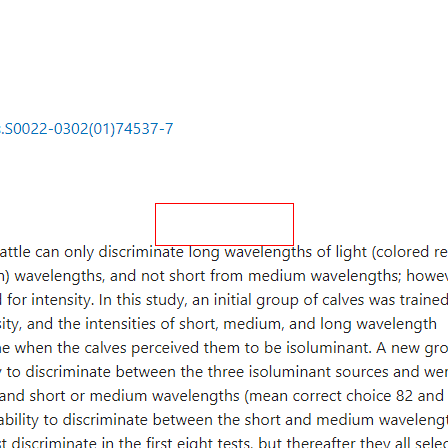 .S0022-0302(01)74537-7
attle can only discriminate long wavelengths of light (colored re
n) wavelengths, and not short from medium wavelengths; howev
for intensity. In this study, an initial group of calves was trained
sity, and the intensities of short, medium, and long wavelength
e when the calves perceived them to be isoluminant. A new gro
to discriminate between the three isoluminant sources and wer
and short or medium wavelengths (mean correct choice 82 and
ability to discriminate between the short and medium wavelengt
t discriminate in the first eight tests, but thereafter they all selec